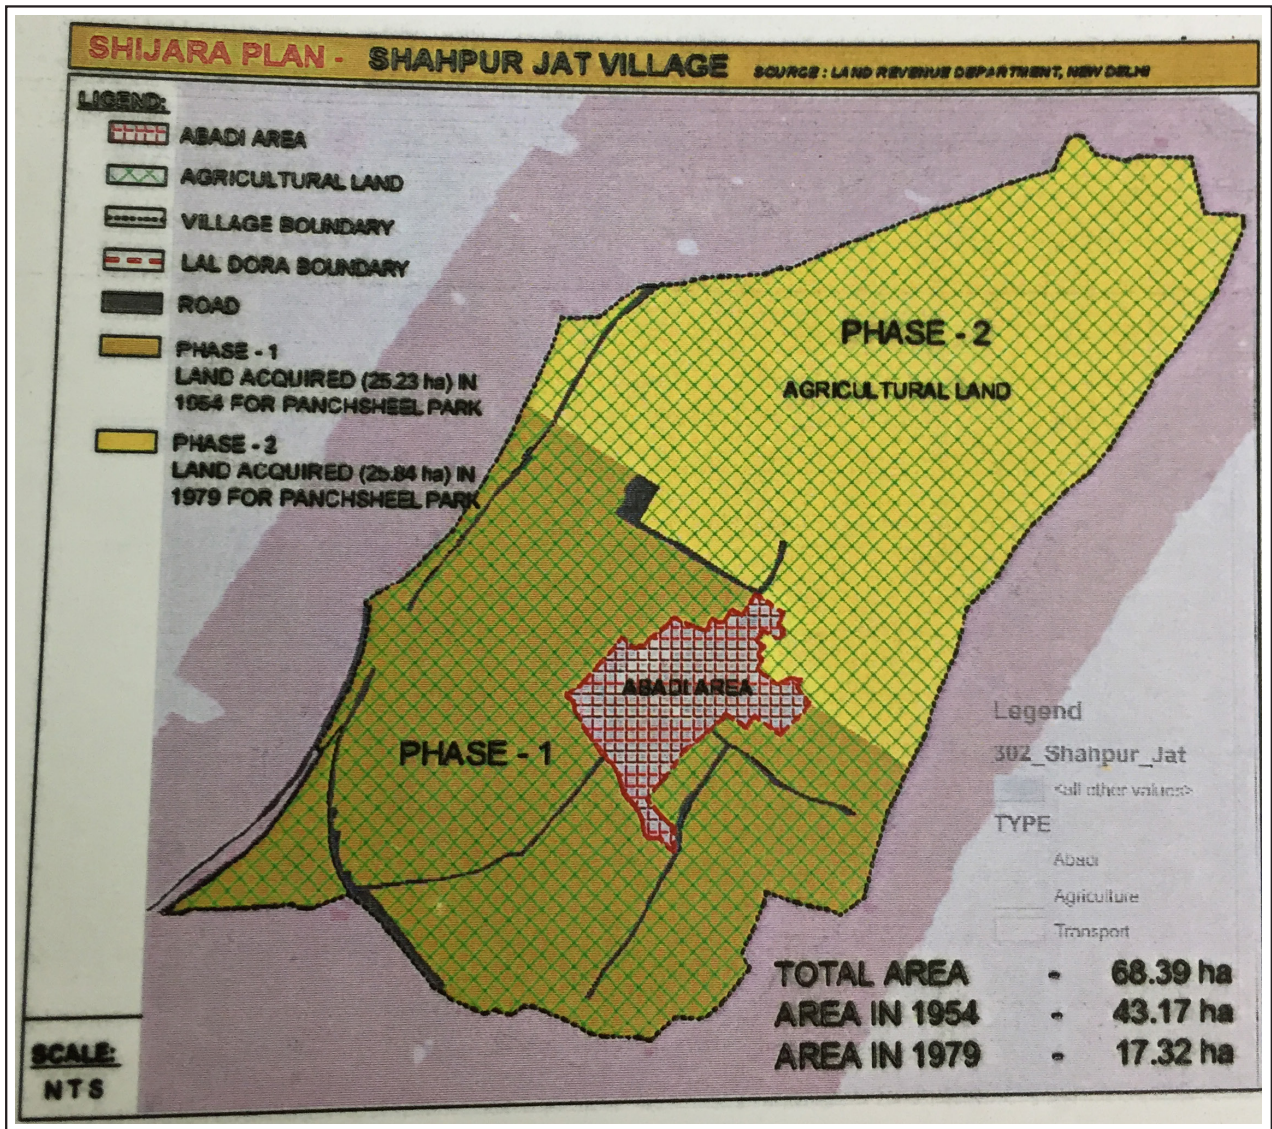 SHIJARA PLAN - SHAHPUR JAT VILLAGE SOURCE : LAND REVENUE DEPARTMENT, NEW DELHI
LIGEND:
ABADI AREA
AGRICULTURAL LAND
VILLAGE BOUNDARY
LAL DORA BOUNDARY
ROAD
PHASE - 1
LAND ACQUIRED (25.23 ha) IN
1954 FOR PANCHSHEEL PARK
PHASE - 2
LAND ACQUIRED (25.84 ha) IN
1979 FOR PANCHSHEEL PARK
PHASE - 2
AGRICULTURAL LAND
ABADI AREA
PHASE - 1
Legend
302_Shahpur_Jat
<all other values>
TYPE
Abadi
Agriculture
Transport
TOTAL AREA - 68.39 ha
AREA IN 1954 - 43.17 ha
AREA IN 1979 - 17.32 ha
SCALE:
N T S